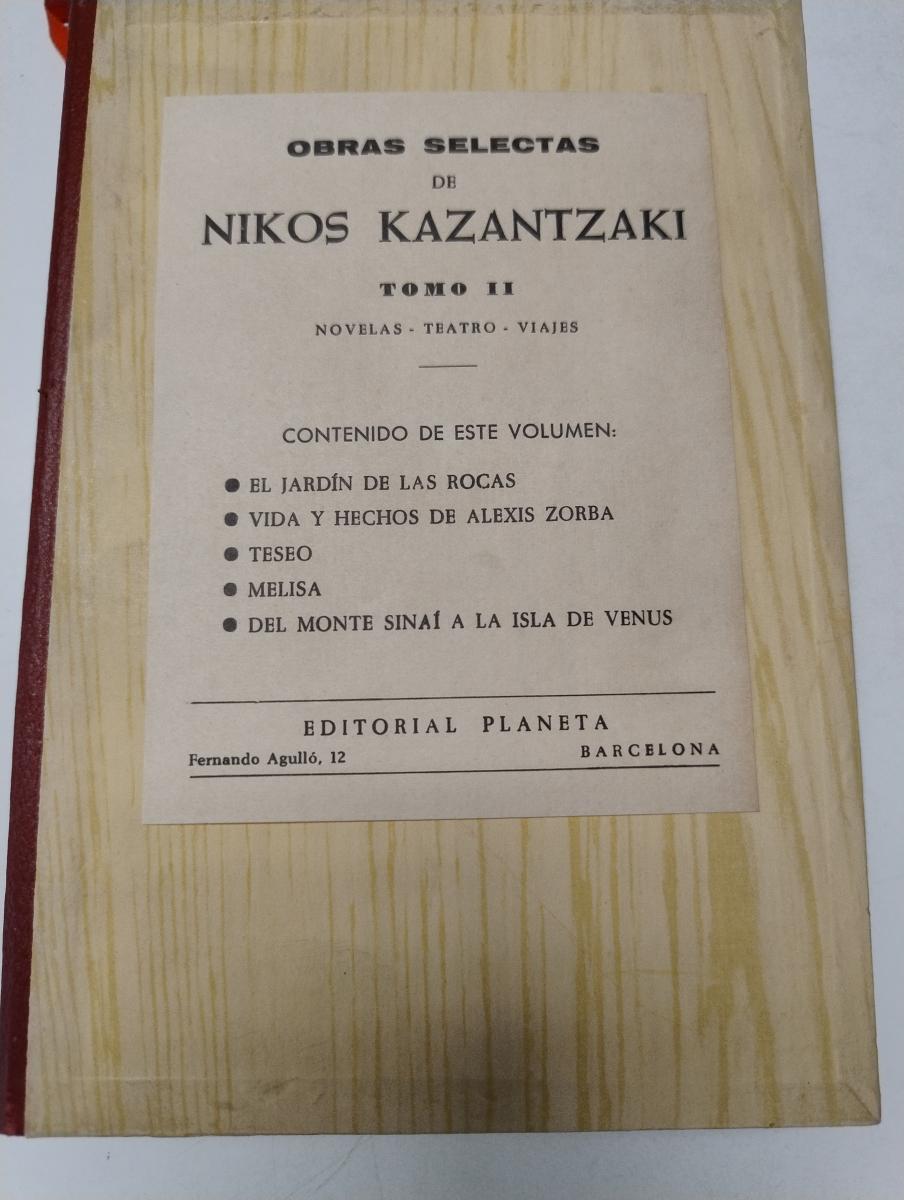 OBRAS SELECTAS
DE
NIKOS KAZANTZAKI
TOMO II
NOVELAS - TEATRO - VIAJES
CONTENIDO DE ESTE VOLUMEN:
● EL JARDÍN DE LAS ROCAS
● VIDA Y HECHOS DE ALEXIS ZORBA
● TESEO
● MELISA
● DEL MONTE SINAÍ A LA ISLA DE VENUS
EDITORIAL PLANETA
Fernando Agulló, 12 BARCELONA